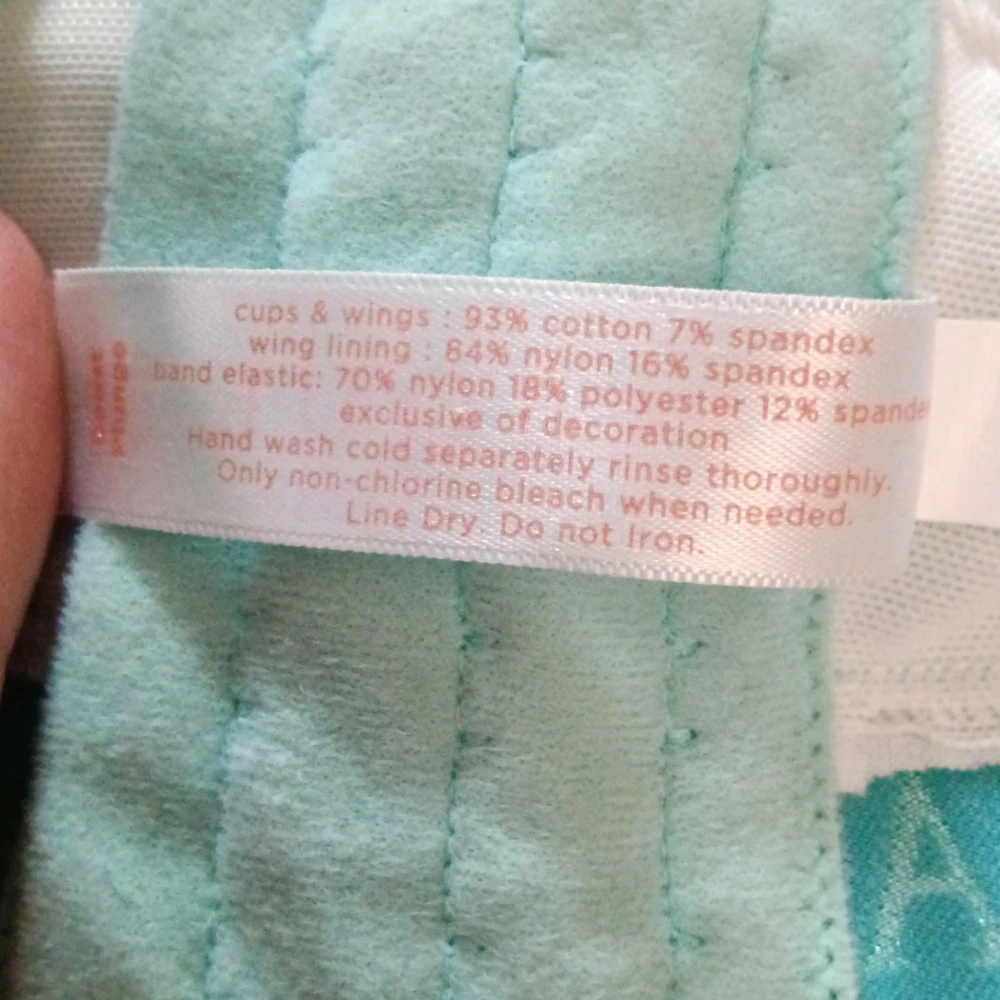 cups & wings : 93% cotton 7% spandex
wing lining : 84% nylon 16% spandex
band elastic: 70% nylon 18% polyester 12% spande
exclusive of decoration
Hand wash cold separately rinse thoroughly.
Only non-chlorine bleach when needed.
Line Dry. Do not Iron.
Plunge
A